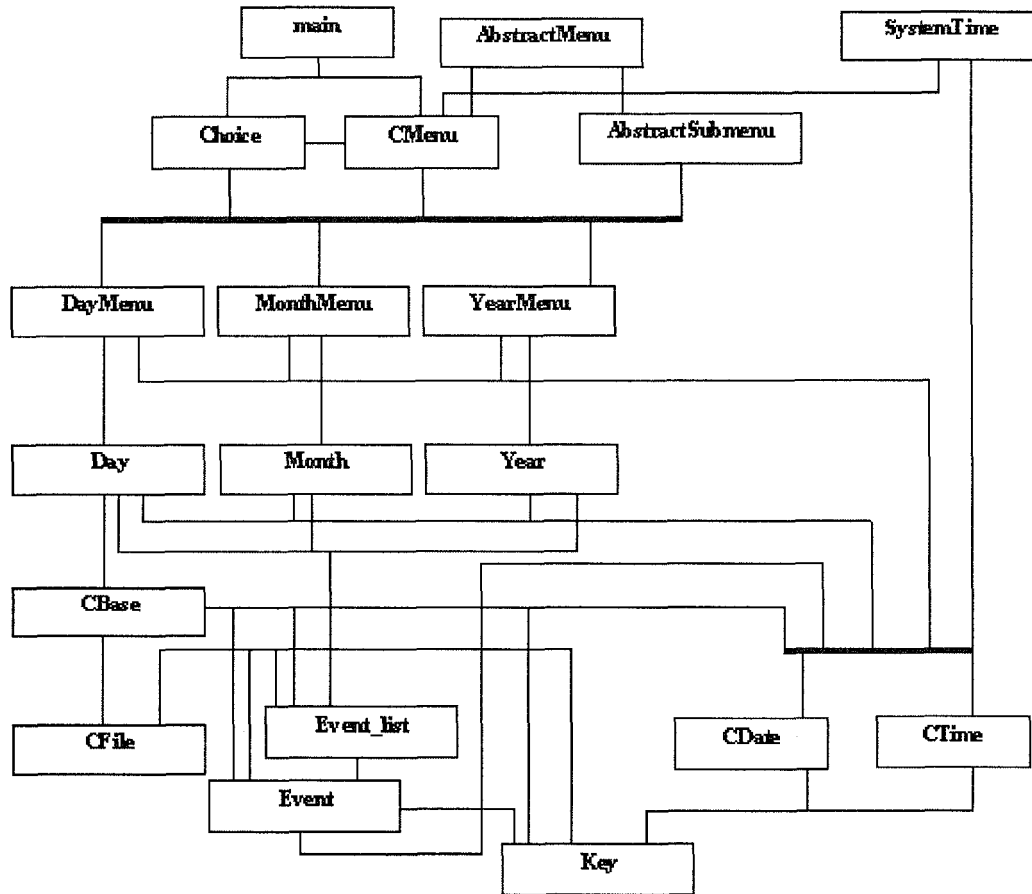 main
AbstractMenu
SystemTime
Choice
CMenu
AbstractSubmenu
DayMenu
MonthMenu
YearMenu
Day
Month
Year
CBase
CFile
Event_list
CDate
CTime
Event
Key